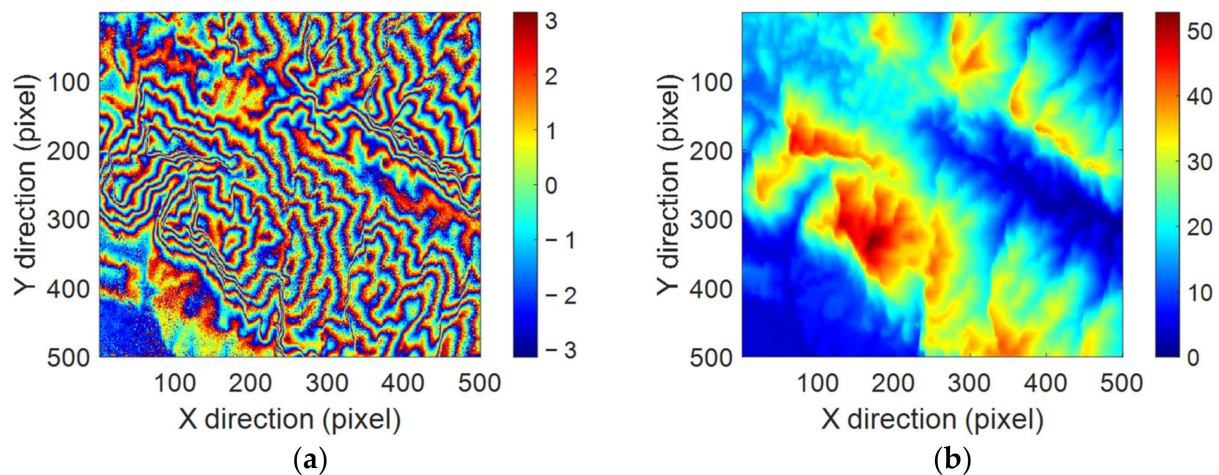 3
2
1
0
− 1
− 2
− 3
100
200
300
400
500
100 200 300 400 500
Y direction (pixel)
X direction (pixel)
(a)
50
40
30
20
10
0
100
200
300
400
500
100 200 300 400 500
Y direction (pixel)
X direction (pixel)
(b)